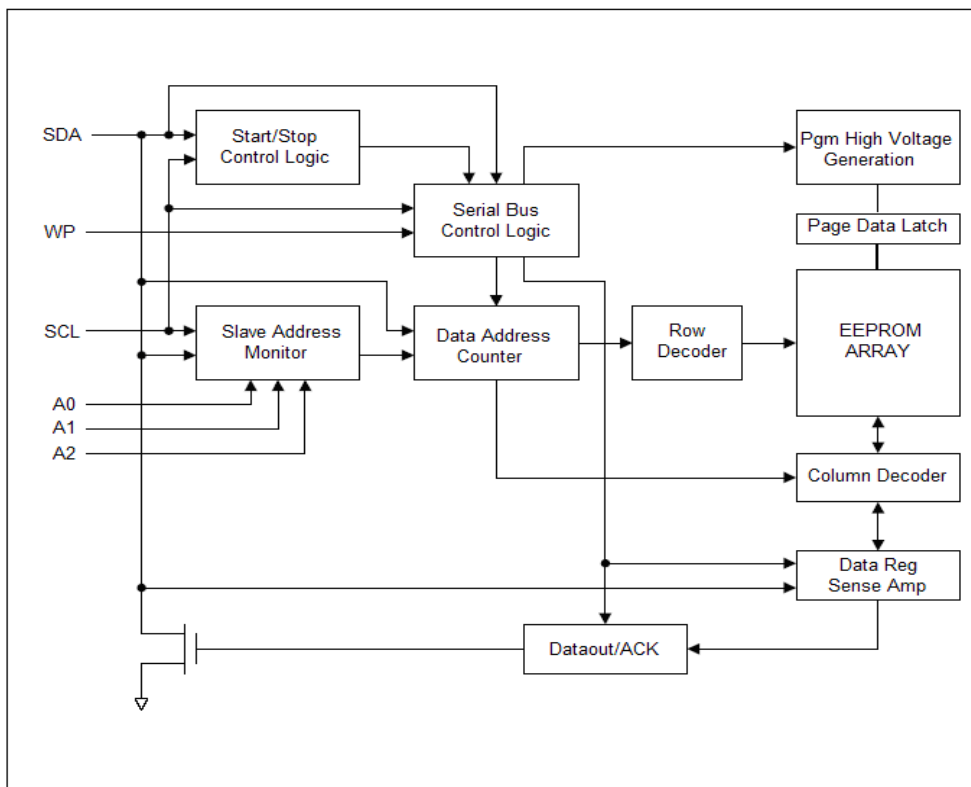 SDA
Start/Stop
Control Logic
Pgm High Voltage
Generation
WP
Serial Bus
Control Logic
Page Data Latch
SCL
Slave Address
Monitor
Data Address
Counter
Row
Decoder
EEPROM
ARRAY
A0
A1
A2
Column Decoder
Data Reg
Sense Amp
Dataout/ACK